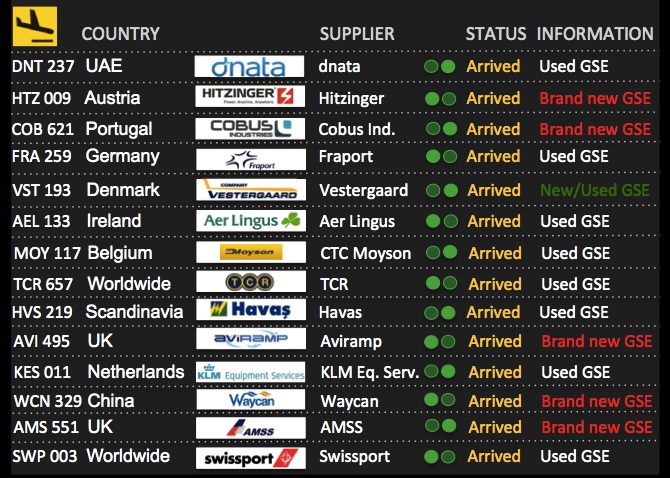 COUNTRY SUPPLIER STATUS INFORMATION
DNT 237 UAE dnata dnata Arrived Used GSE
HTZ 009 Austria HITZINGER Power. Anytime. Anywhere. Hitzinger Arrived Brand new GSE
COB 621 Portugal COBUS INDUSTRIES Cobus Ind. Arrived Brand new GSE
FRA 259 Germany Fraport Fraport Arrived Used GSE
VST 193 Denmark COMPANY VESTERGAARD Vestergaard Arrived New/Used GSE
AEL 133 Ireland Aer Lingus Aer Lingus Arrived Used GSE
MOY 117 Belgium Moyson CTC Moyson Arrived Used GSE
TCR 657 Worldwide TCR TCR Arrived Used GSE
HVS 219 Scandinavia Havaş Havas Arrived Used GSE
AVI 495 UK aviramp Aviramp Arrived Brand new GSE
KES 011 Netherlands KLM Equipment Services KLM Eq. Serv. Arrived Used GSE
WCN 329 China Waycan Waycan Arrived Brand new GSE
AMS 551 UK AMSS AMSS Arrived Brand new GSE
SWP 003 Worldwide swissport Swissport Arrived Used GSE